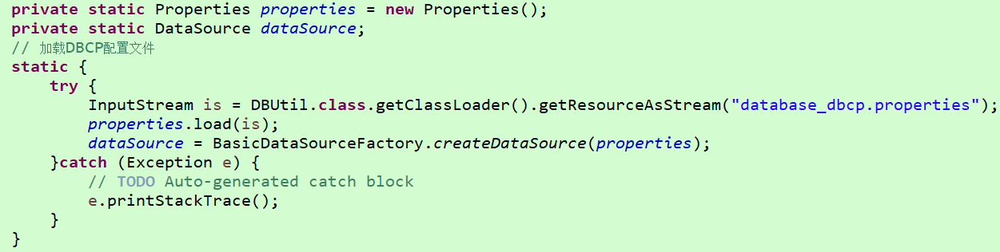 private static Properties properties = new Properties();
private static DataSource dataSource;
// 加载DBCP配置文件
static {
    try {
        InputStream is = DBUtil.class.getClassLoader().getResourceAsStream("database_dbcp.properties");
        properties.load(is);
        dataSource = BasicDataSourceFactory.createDataSource(properties);
    }catch (Exception e) {
        // TODO Auto-generated catch block
        e.printStackTrace();
    }
}